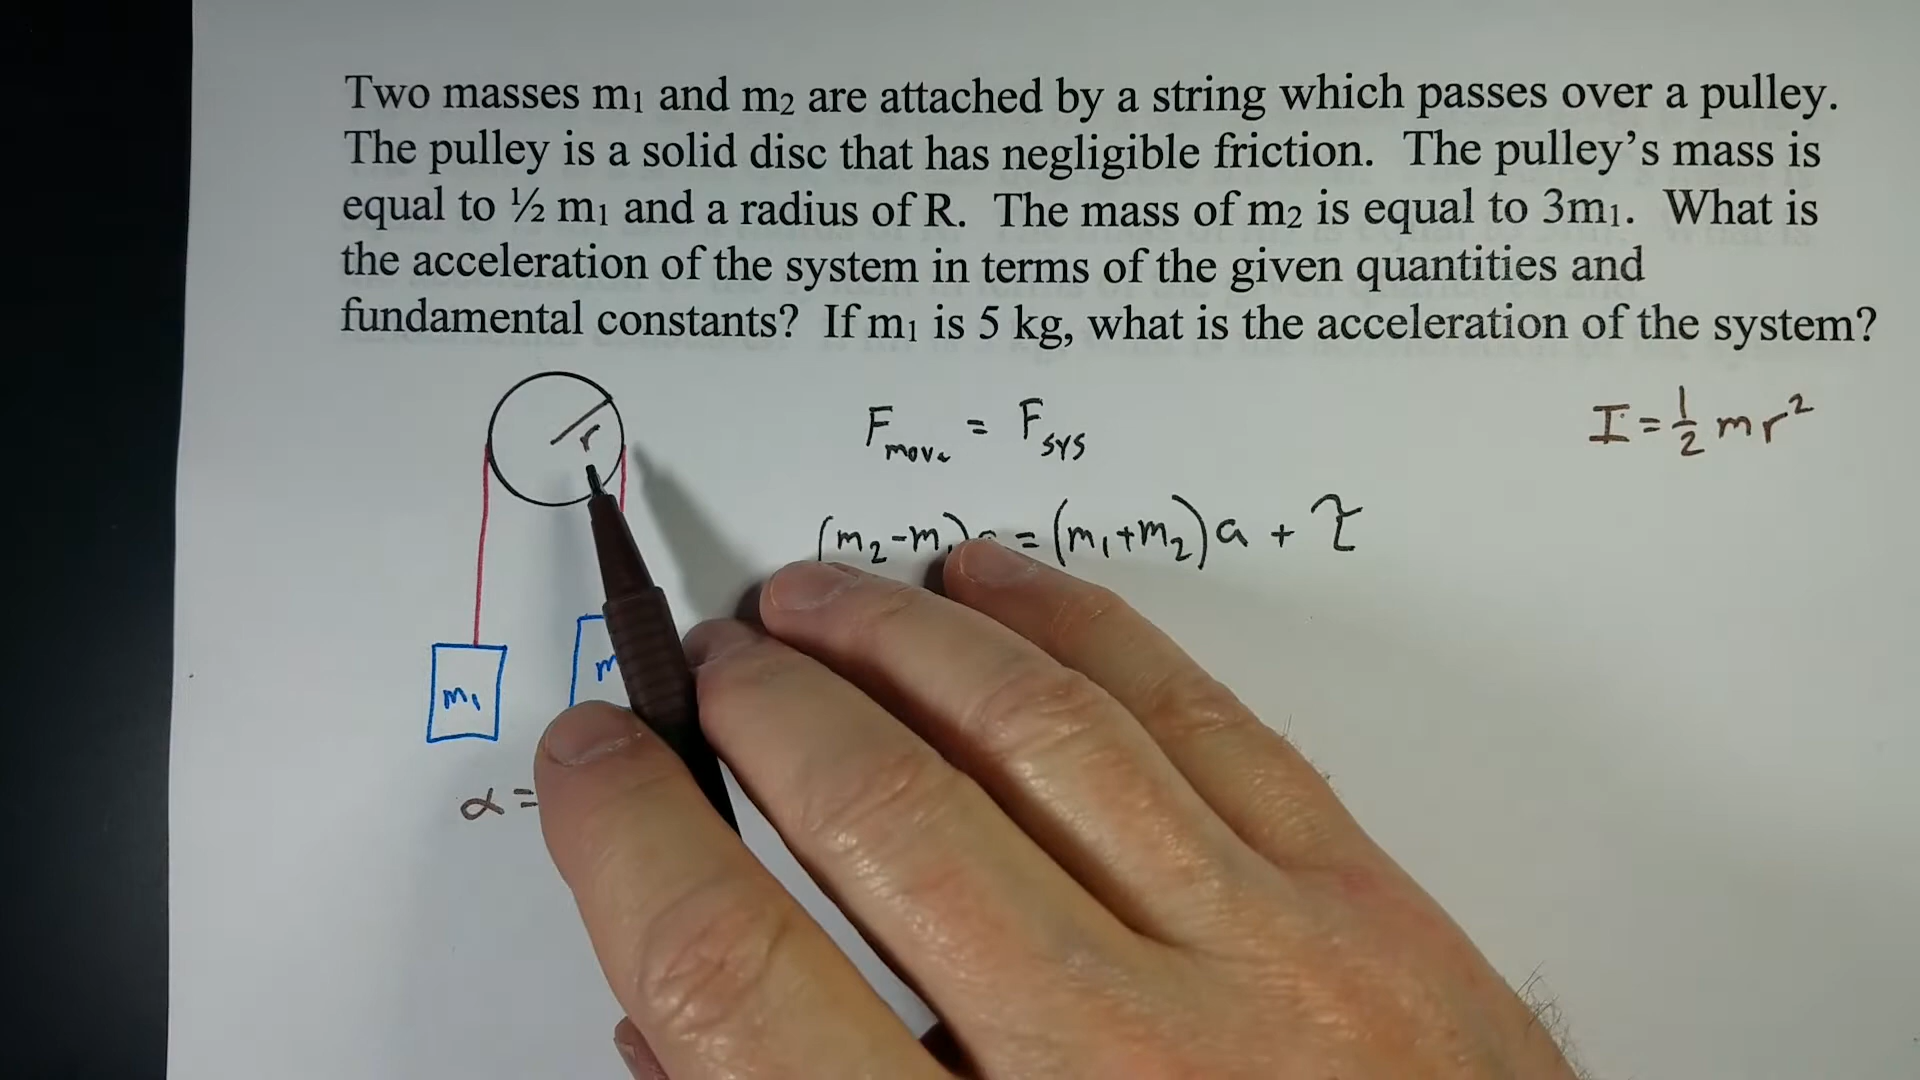 Two masses m1 and m2 are attached by a string which passes over a pulley.
The pulley is a solid disc that has negligible friction. The pulley’s mass is
equal to ½ m1 and a radius of R. The mass of m2 is equal to 3m1. What is
the acceleration of the system in terms of the given quantities and
fundamental constants? If m1 is 5 kg, what is the acceleration of the system?
F move = F sys
I = 1/2 mr²
r
(m2-m )  = (m1+m2)a + τ
m1
m
α =